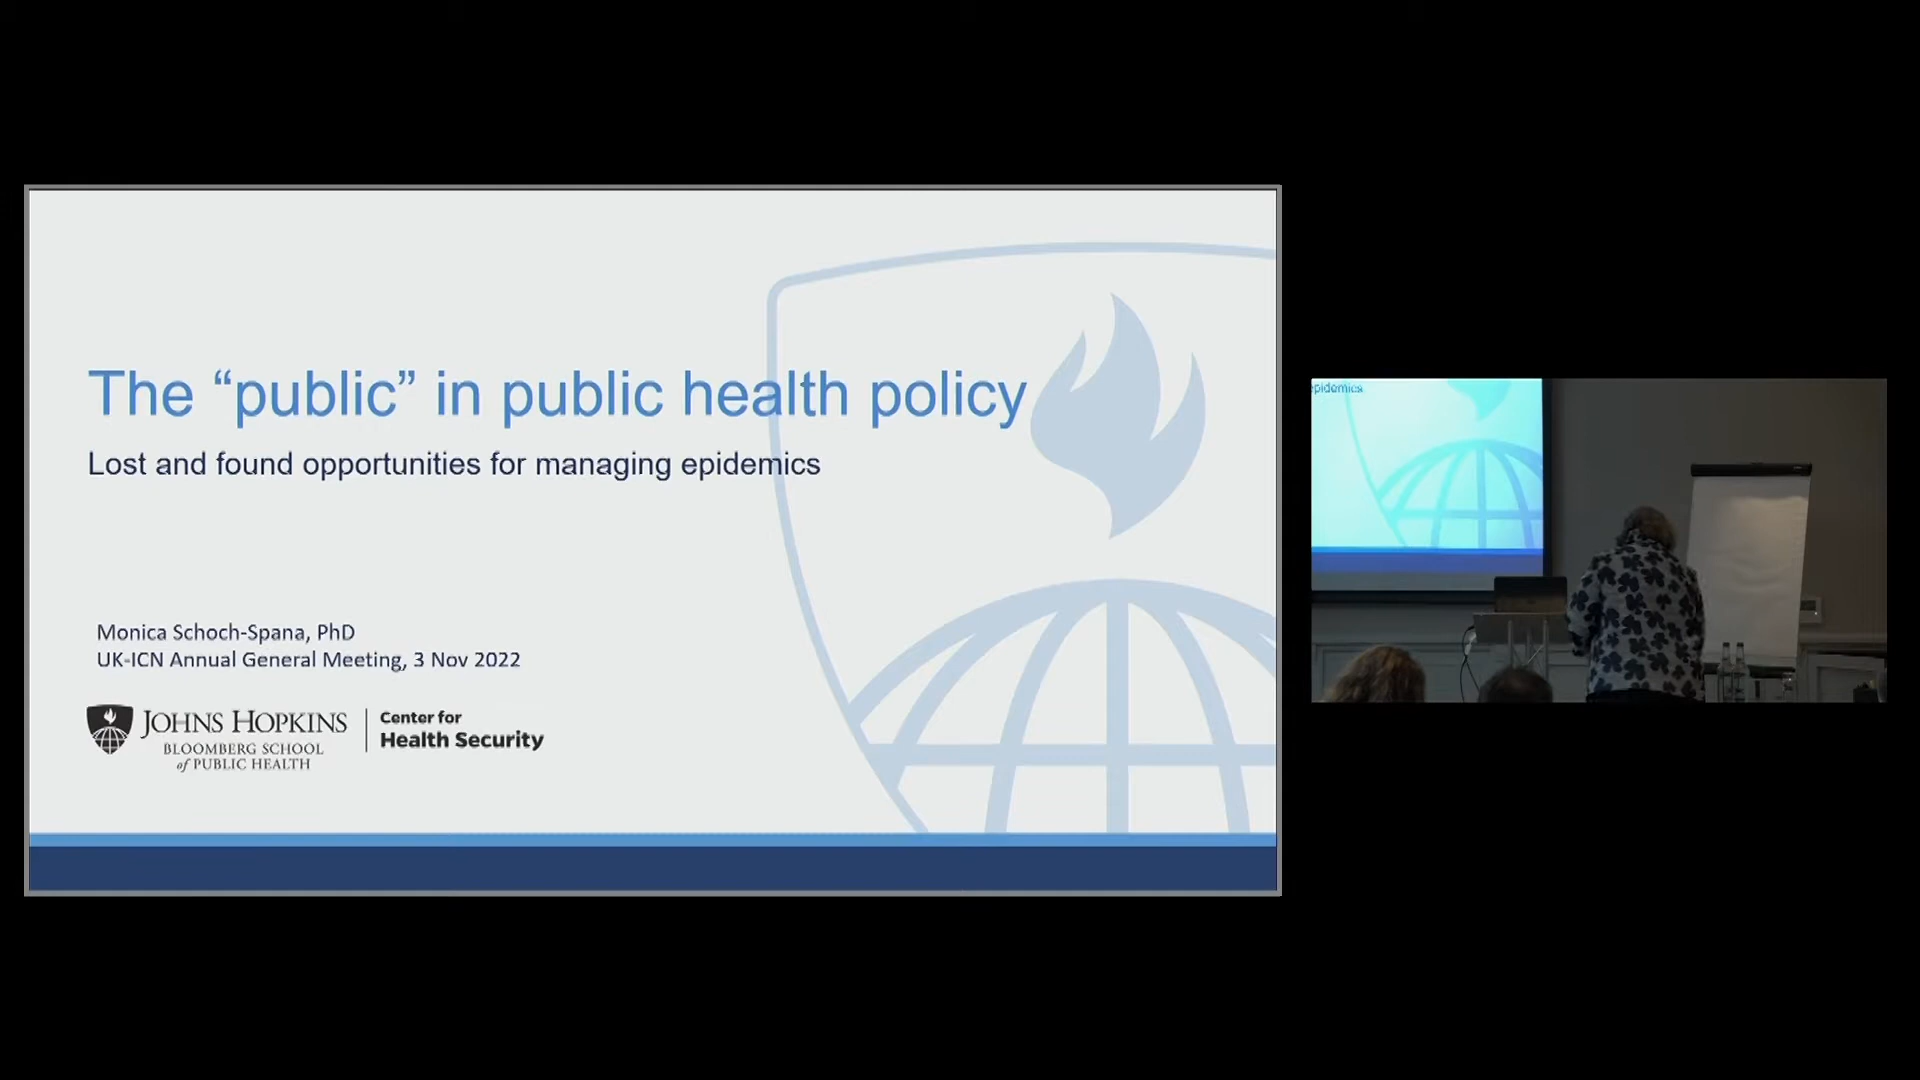 The “public” in public health policy
Lost and found opportunities for managing epidemics
Monica Schoch-Spana, PhD
UK-ICN Annual General Meeting, 3 Nov 2022
JOHNS HOPKINS
BLOOMBERG SCHOOL
of PUBLIC HEALTH
Center for
Health Security
epidemics